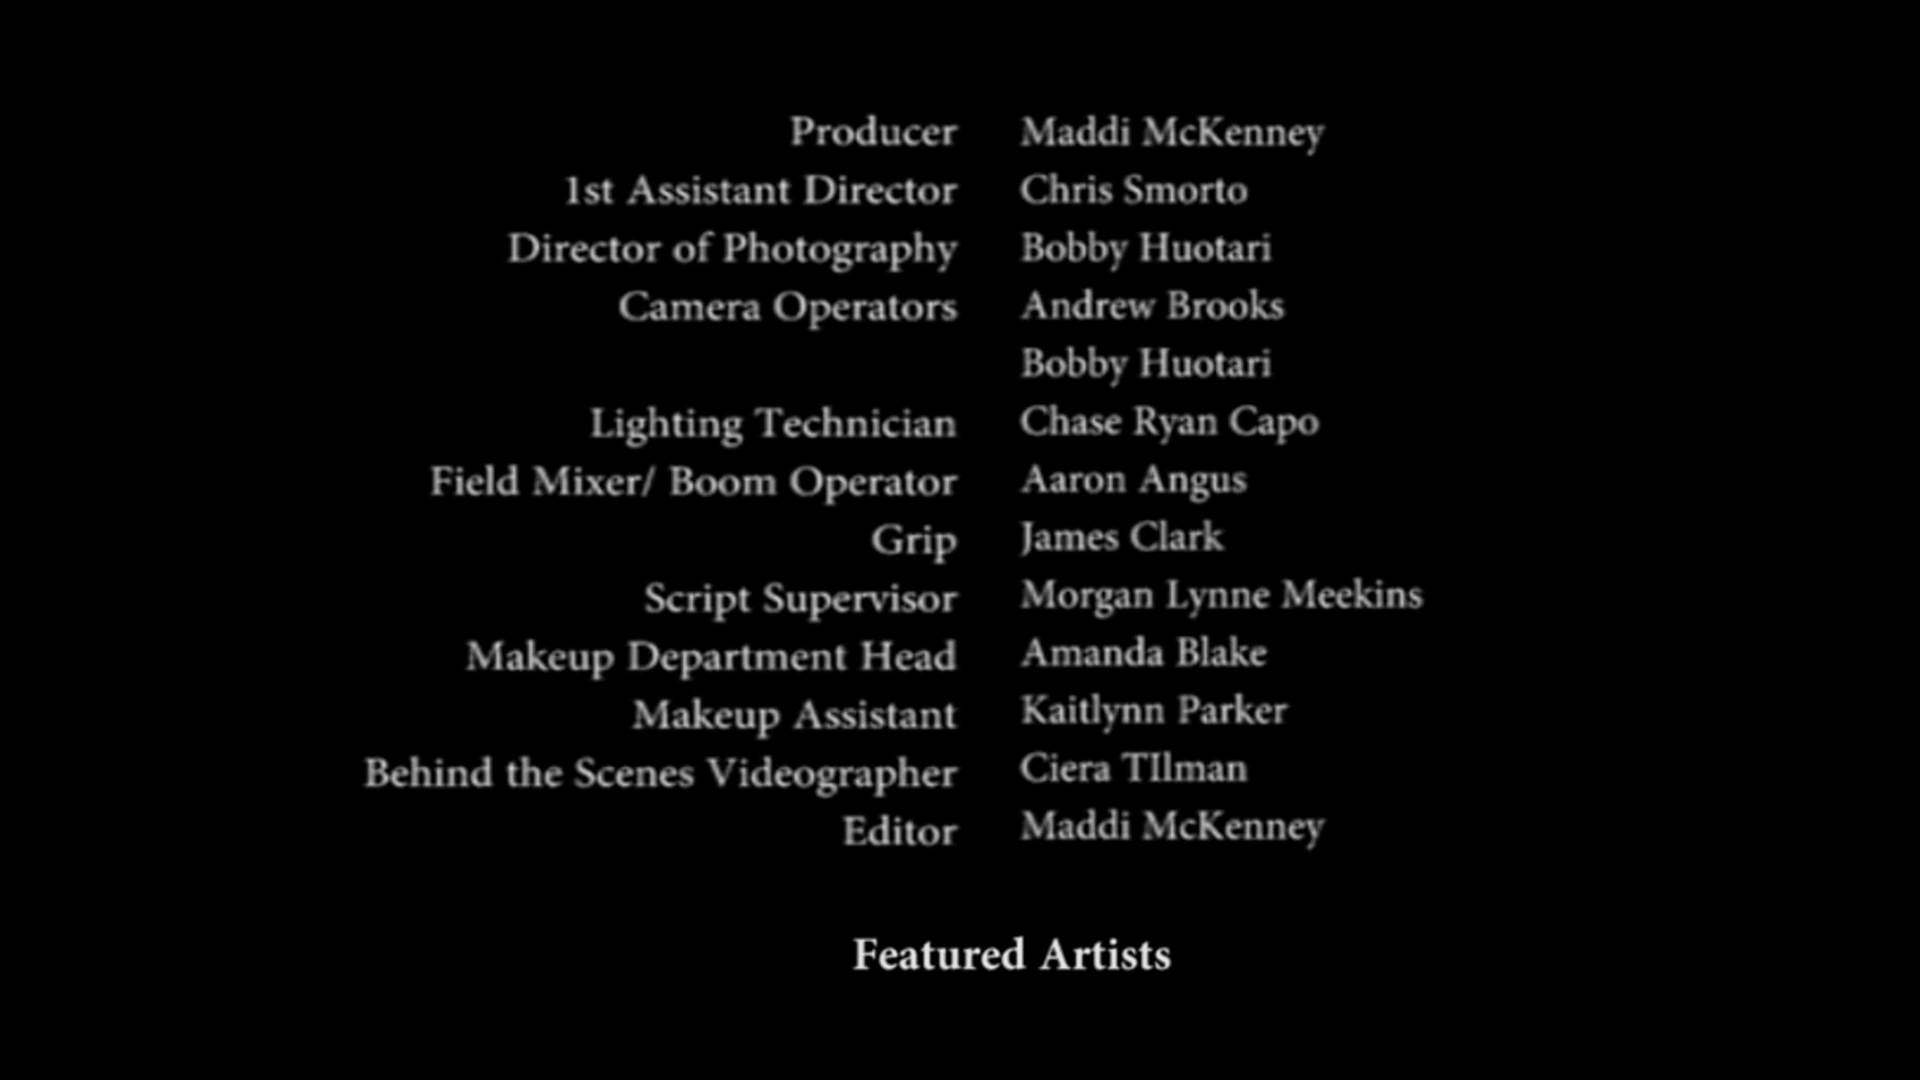 Producer Maddi McKenney
1st Assistant Director Chris Smorto
Director of Photography Bobby Huotari
Camera Operators Andrew Brooks
Bobby Huotari
Lighting Technician Chase Ryan Capo
Field Mixer/ Boom Operator Aaron Angus
Grip James Clark
Script Supervisor Morgan Lynne Meekins
Makeup Department Head Amanda Blake
Makeup Assistant Kaitlynn Parker
Behind the Scenes Videographer Ciera TIlman
Editor Maddi McKenney
Featured Artists